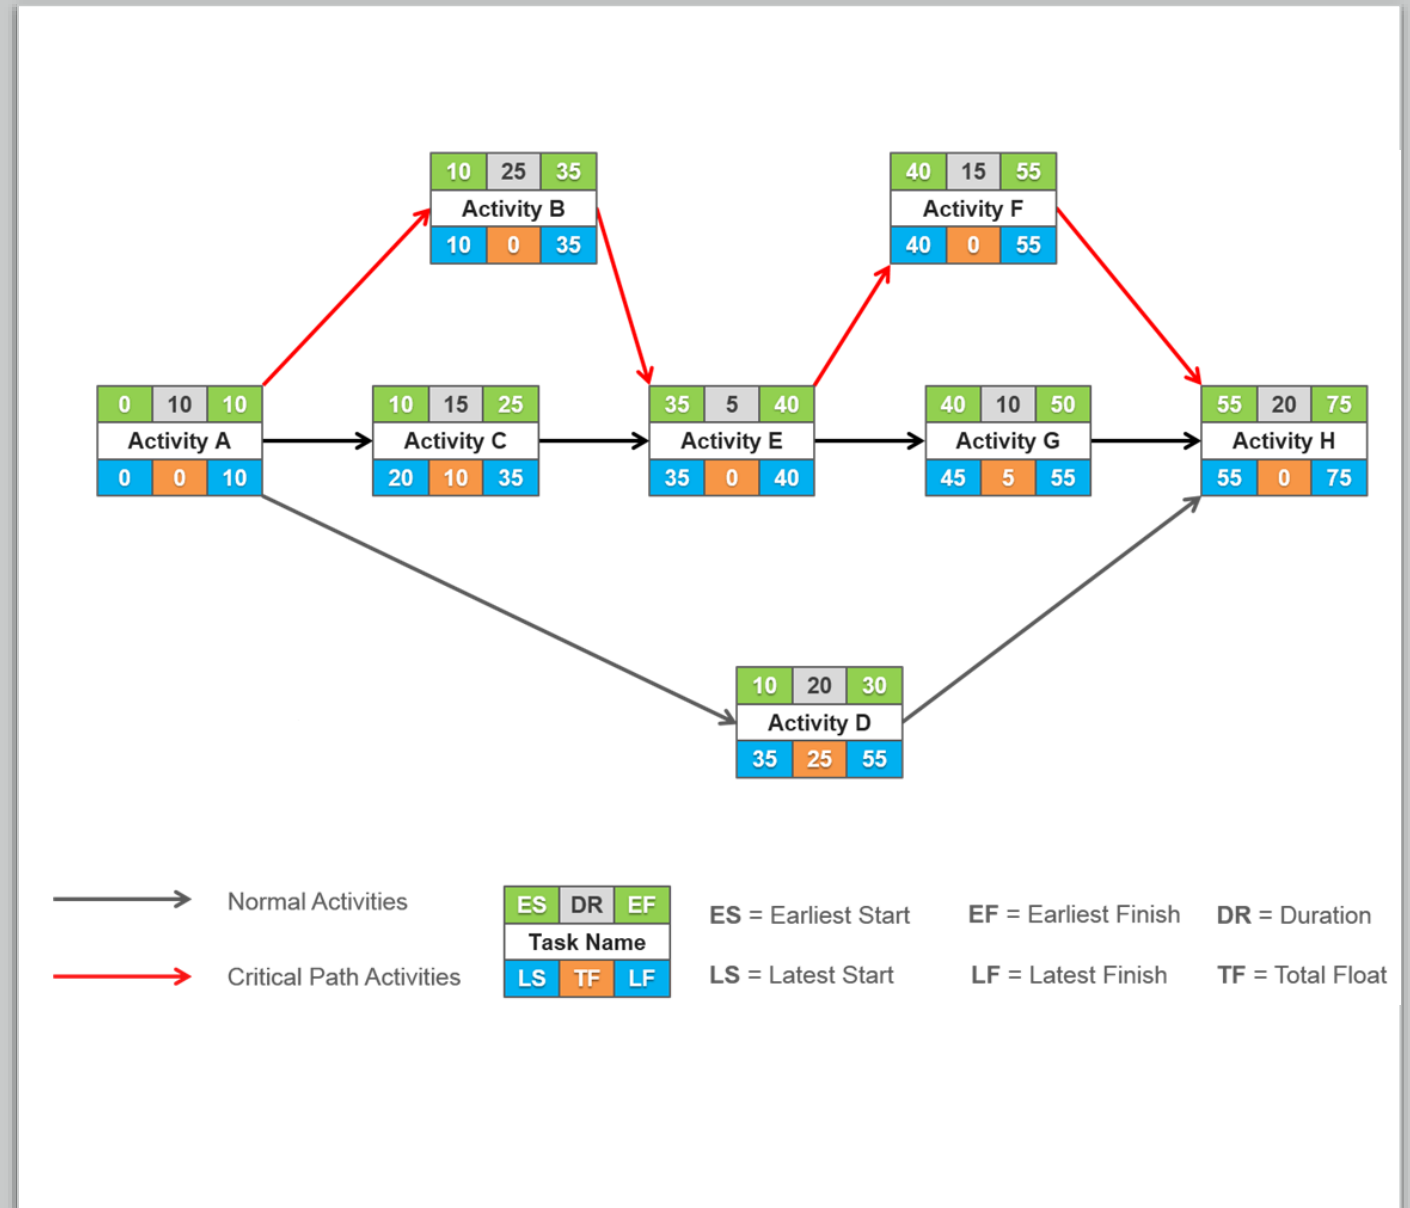 10 25 35
Activity B
10 0 35
40 15 55
Activity F
40 0 55
0 10 10
Activity A
0 0 10
10 15 25
Activity C
20 10 35
35 5 40
Activity E
35 0 40
40 10 50
Activity G
45 5 55
55 20 75
Activity H
55 0 75
10 20 30
Activity D
35 25 55
Normal Activities
Critical Path Activities
ES DR EF
Task Name
LS TF LF
ES = Earliest Start
EF = Earliest Finish
DR = Duration
LS = Latest Start
LF = Latest Finish
TF = Total Float